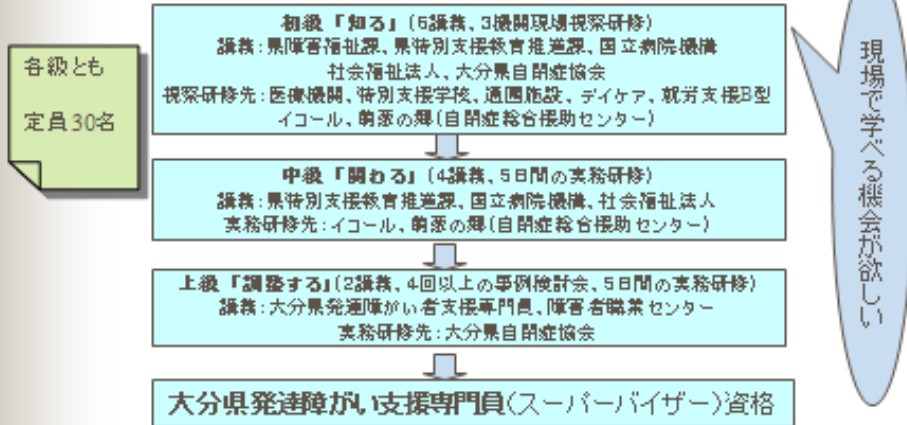 各級とも
定員30名
初級「知る」(5講義、3機関現場視察研修)
講義:県障害福祉課、県特別支援教育推進課、国立病院機構
社会福祉法人、大分県自閉症協会
視察研修先:医療機関、特別支援学校、通園施設、デイケア、就労支援B型
イコール、萌葱の郷(自閉症総合援助センター)
中級「関わる」(4講義、5日間の実務研修)
講義:県特別支援教育推進課、国立病院機構、社会福祉法人
実務研修先:イコール、萌葱の郷(自閉症総合援助センター)
上級「調整する」(2講義、4回以上の事例検討会、5日間の実務研修)
講義:大分県発達障がい者支援専門員、障害者職業センター
実務研修先:大分県自閉症協会
大分県発達障がい支援専門員(スーパーバイザー)資格
現場で学べる機会が欲しい